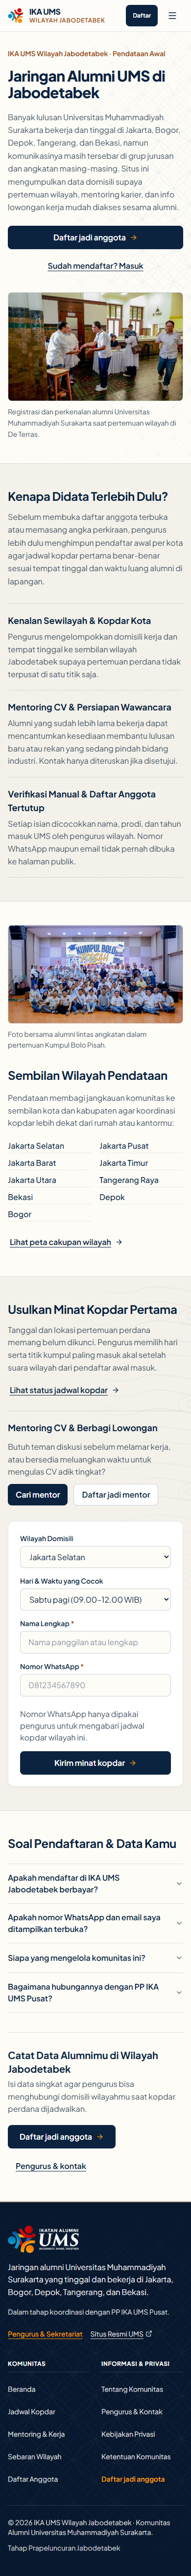 IKA UMS
WILAYAH JABODETABEK
Daftar
IKA UMS Wilayah Jabodetabek · Pendataan Awal
Jaringan Alumni UMS di
Jabodetabek
Banyak lulusan Universitas Muhammadiyah
Surakarta bekerja dan tinggal di Jakarta, Bogor,
Depok, Tangerang, dan Bekasi, namun
komunikasinya masih tersebar di grup jurusan
dan angkatan masing-masing. Situs ini
mengumpulkan data domisili supaya
pertemuan wilayah, mentoring karier, dan info
lowongan kerja mudah diakses sesama alumni.
Daftar jadi anggota →
Sudah mendaftar? Masuk
Registrasi dan perkenalan alumni Universitas
Muhammadiyah Surakarta saat pertemuan wilayah di
De Terras.
Kenapa Didata Terlebih Dulu?
Sebelum membuka daftar anggota terbuka
atau memasang angka perkiraan, pengurus
lebih dulu menghimpun pendaftar awal per kota
agar jadwal kopdar pertama benar-benar
sesuai tempat tinggal dan waktu luang alumni di
lapangan.
Kenalan Sewilayah & Kopdar Kota
Pengurus mengelompokkan domisili kerja dan
tempat tinggal ke sembilan wilayah
Jabodetabek supaya pertemuan perdana tidak
terpusat di satu titik saja.
Mentoring CV & Persiapan Wawancara
Alumni yang sudah lebih lama bekerja dapat
mencantumkan kesediaan membantu lulusan
baru atau rekan yang sedang pindah bidang
industri. Kontak hanya diteruskan jika disetujui.
Verifikasi Manual & Daftar Anggota
Tertutup
Setiap isian dicocokkan nama, prodi, dan tahun
masuk UMS oleh pengurus wilayah. Nomor
WhatsApp maupun email tidak pernah dibuka
ke halaman publik.
KUMPUL BOLO
PISAH
Foto bersama alumni lintas angkatan dalam
pertemuan Kumpul Bolo Pisah.
Sembilan Wilayah Pendataan
Pendataan membagi jangkauan komunitas ke
sembilan kota dan kabupaten agar koordinasi
kopdar lebih dekat dari rumah atau kantormu:
Jakarta Selatan
Jakarta Pusat
Jakarta Barat
Jakarta Timur
Jakarta Utara
Tangerang Raya
Bekasi
Depok
Bogor
Lihat peta cakupan wilayah →
Usulkan Minat Kopdar Pertama
Tanggal dan lokasi pertemuan perdana
memang belum dikunci. Pengurus memilih hari
serta titik kumpul paling masuk akal setelah
suara wilayah dari pendaftar awal masuk.
Lihat status jadwal kopdar →
Mentoring CV & Berbagi Lowongan
Butuh teman diskusi sebelum melamar kerja,
atau bersedia meluangkan waktu untuk
mengulas CV adik tingkat?
Cari mentor
Daftar jadi mentor
Wilayah Domisili
Jakarta Selatan
Hari & Waktu yang Cocok
Sabtu pagi (09.00–12.00 WIB)
Nama Lengkap *
Nama panggilan atau lengkap
Nomor WhatsApp *
081234567890
Nomor WhatsApp hanya dipakai
pengurus untuk mengabari jadwal
kopdar wilayah ini.
Kirim minat kopdar →
Soal Pendaftaran & Data Kamu
Apakah mendaftar di IKA UMS
Jabodetabek berbayar?
Apakah nomor WhatsApp dan email saya
ditampilkan terbuka?
Siapa yang mengelola komunitas ini?
Bagaimana hubungannya dengan PP IKA
UMS Pusat?
Catat Data Alumnimu di Wilayah
Jabodetabek
Isi data singkat agar pengurus bisa
menghubungi domisili wilayahmu saat kopdar
perdana dijadwalkan.
Daftar jadi anggota →
Pengurus & kontak
IKATAN ALUMNI
UMS
Jaringan alumni Universitas Muhammadiyah
Surakarta yang tinggal dan bekerja di Jakarta,
Bogor, Depok, Tangerang, dan Bekasi.
Dalam tahap koordinasi dengan PP IKA UMS Pusat.
Pengurus & Sekretariat
Situs Resmi UMS
KOMUNITAS
INFORMASI & PRIVASI
Beranda
Tentang Komunitas
Jadwal Kopdar
Pengurus & Kontak
Mentoring & Kerja
Kebijakan Privasi
Sebaran Wilayah
Ketentuan Komunitas
Daftar Anggota
Daftar jadi anggota
© 2026 IKA UMS Wilayah Jabodetabek · Komunitas
Alumni Universitas Muhammadiyah Surakarta.
Tahap Prapeluncuran Jabodetabek